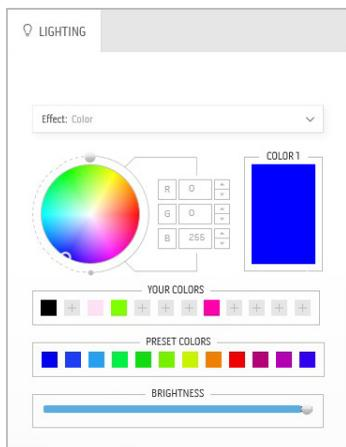 LIGHTING
Effect: Color
COLOR 1
R 0
G 0
B 255
YOUR COLORS
PRESET COLORS
BRIGHTNESS